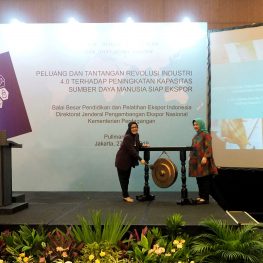 PELUANG DAN TANTANGAN REVOLUSI INDUSTRI
4.0 TERHADAP PENINGKATAN KAPASITAS
SUMBER DAYA MANUSIA SIAP EKSPOR
Balai Besar Pendidikan dan Pelatihan Ekspor Indonesia
Direktorat Jenderal Pengembangan Ekspor Nasional
Kementerian Perdagangan
Pullman
Jakarta, 22